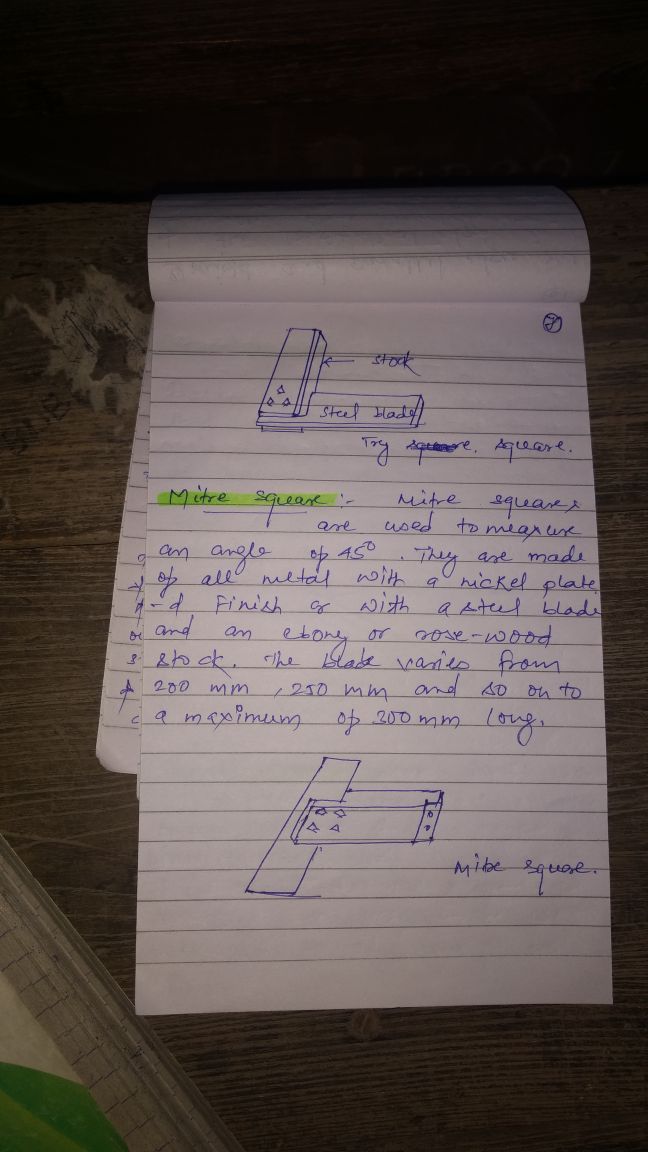 7
stock
Steel blade
Try square. square.
Mitre square :- Mitre squares
are used to measure
an angle of 45°. They are made
of all metal with a nickel plate
-d Finish or with a steel blade
and an ebony or rose-wood
stock. The blade varies from
200 mm, 250 mm and so on to
a maximum of 300 mm long.
Mitre square.